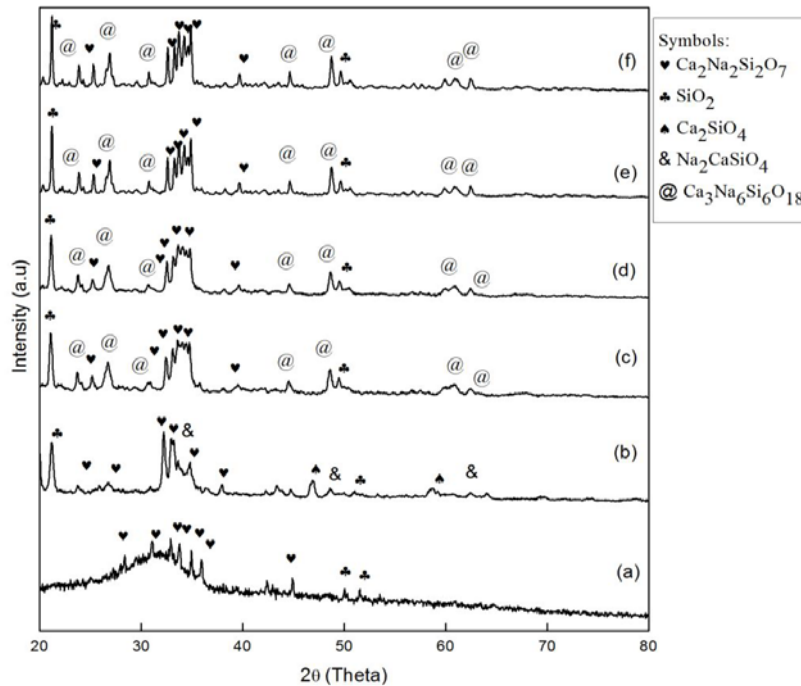 Symbols:
♥ Ca2Na2Si2O7
♣ SiO2
♠ Ca2SiO4
& Na2CaSiO4
@ Ca3Na6Si6O18
(f)
(e)
(d)
(c)
(b)
(a)
Intensity (a.u)
20 30 40 50 60 70 80
2θ (Theta)